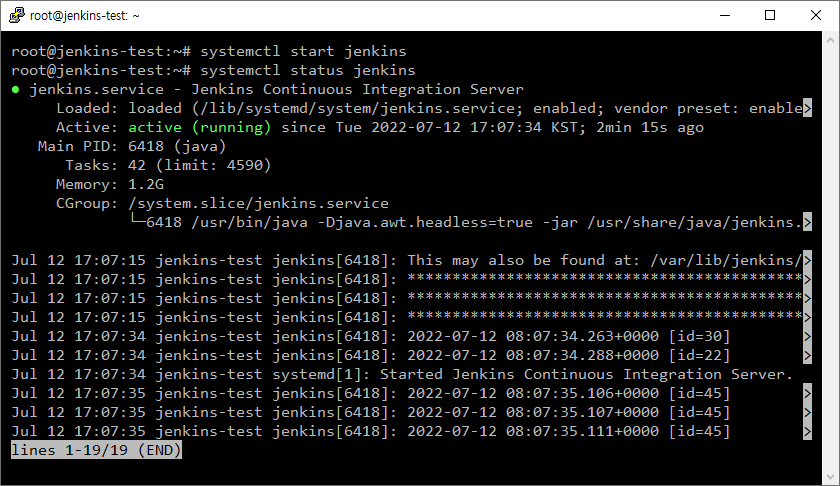 root@jenkins-test: ~
root@jenkins-test:~# systemctl start jenkins
root@jenkins-test:~# systemctl status jenkins
● jenkins.service - Jenkins Continuous Integration Server
     Loaded: loaded (/lib/systemd/system/jenkins.service; enabled; vendor preset: enable>
     Active: active (running) since Tue 2022-07-12 17:07:34 KST; 2min 15s ago
   Main PID: 6418 (java)
      Tasks: 42 (limit: 4590)
     Memory: 1.2G
     CGroup: /system.slice/jenkins.service
             └─6418 /usr/bin/java -Djava.awt.headless=true -jar /usr/share/java/jenkins.>
Jul 12 17:07:15 jenkins-test jenkins[6418]: This may also be found at: /var/lib/jenkins/>
Jul 12 17:07:15 jenkins-test jenkins[6418]: ********************************************>
Jul 12 17:07:15 jenkins-test jenkins[6418]: ********************************************>
Jul 12 17:07:15 jenkins-test jenkins[6418]: ********************************************>
Jul 12 17:07:34 jenkins-test jenkins[6418]: 2022-07-12 08:07:34.263+0000 [id=30]        >
Jul 12 17:07:34 jenkins-test jenkins[6418]: 2022-07-12 08:07:34.288+0000 [id=22]        >
Jul 12 17:07:34 jenkins-test systemd[1]: Started Jenkins Continuous Integration Server.
Jul 12 17:07:35 jenkins-test jenkins[6418]: 2022-07-12 08:07:35.106+0000 [id=45]        >
Jul 12 17:07:35 jenkins-test jenkins[6418]: 2022-07-12 08:07:35.107+0000 [id=45]        >
Jul 12 17:07:35 jenkins-test jenkins[6418]: 2022-07-12 08:07:35.111+0000 [id=45]        >
lines 1-19/19 (END)